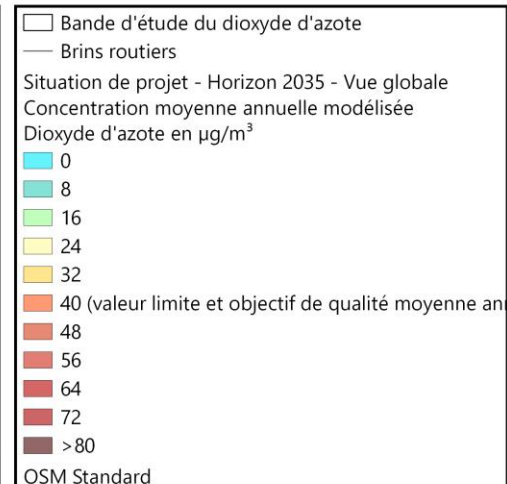 Bande d'étude du dioxyde d'azote
Brins routiers
Situation de projet - Horizon 2035 - Vue globale
Concentration moyenne annuelle modélisée
Dioxyde d'azote en µg/m³
0
8
16
24
32
40 (valeur limite et objectif de qualité moyenne
48
56
64
72
>80
OSM Standard